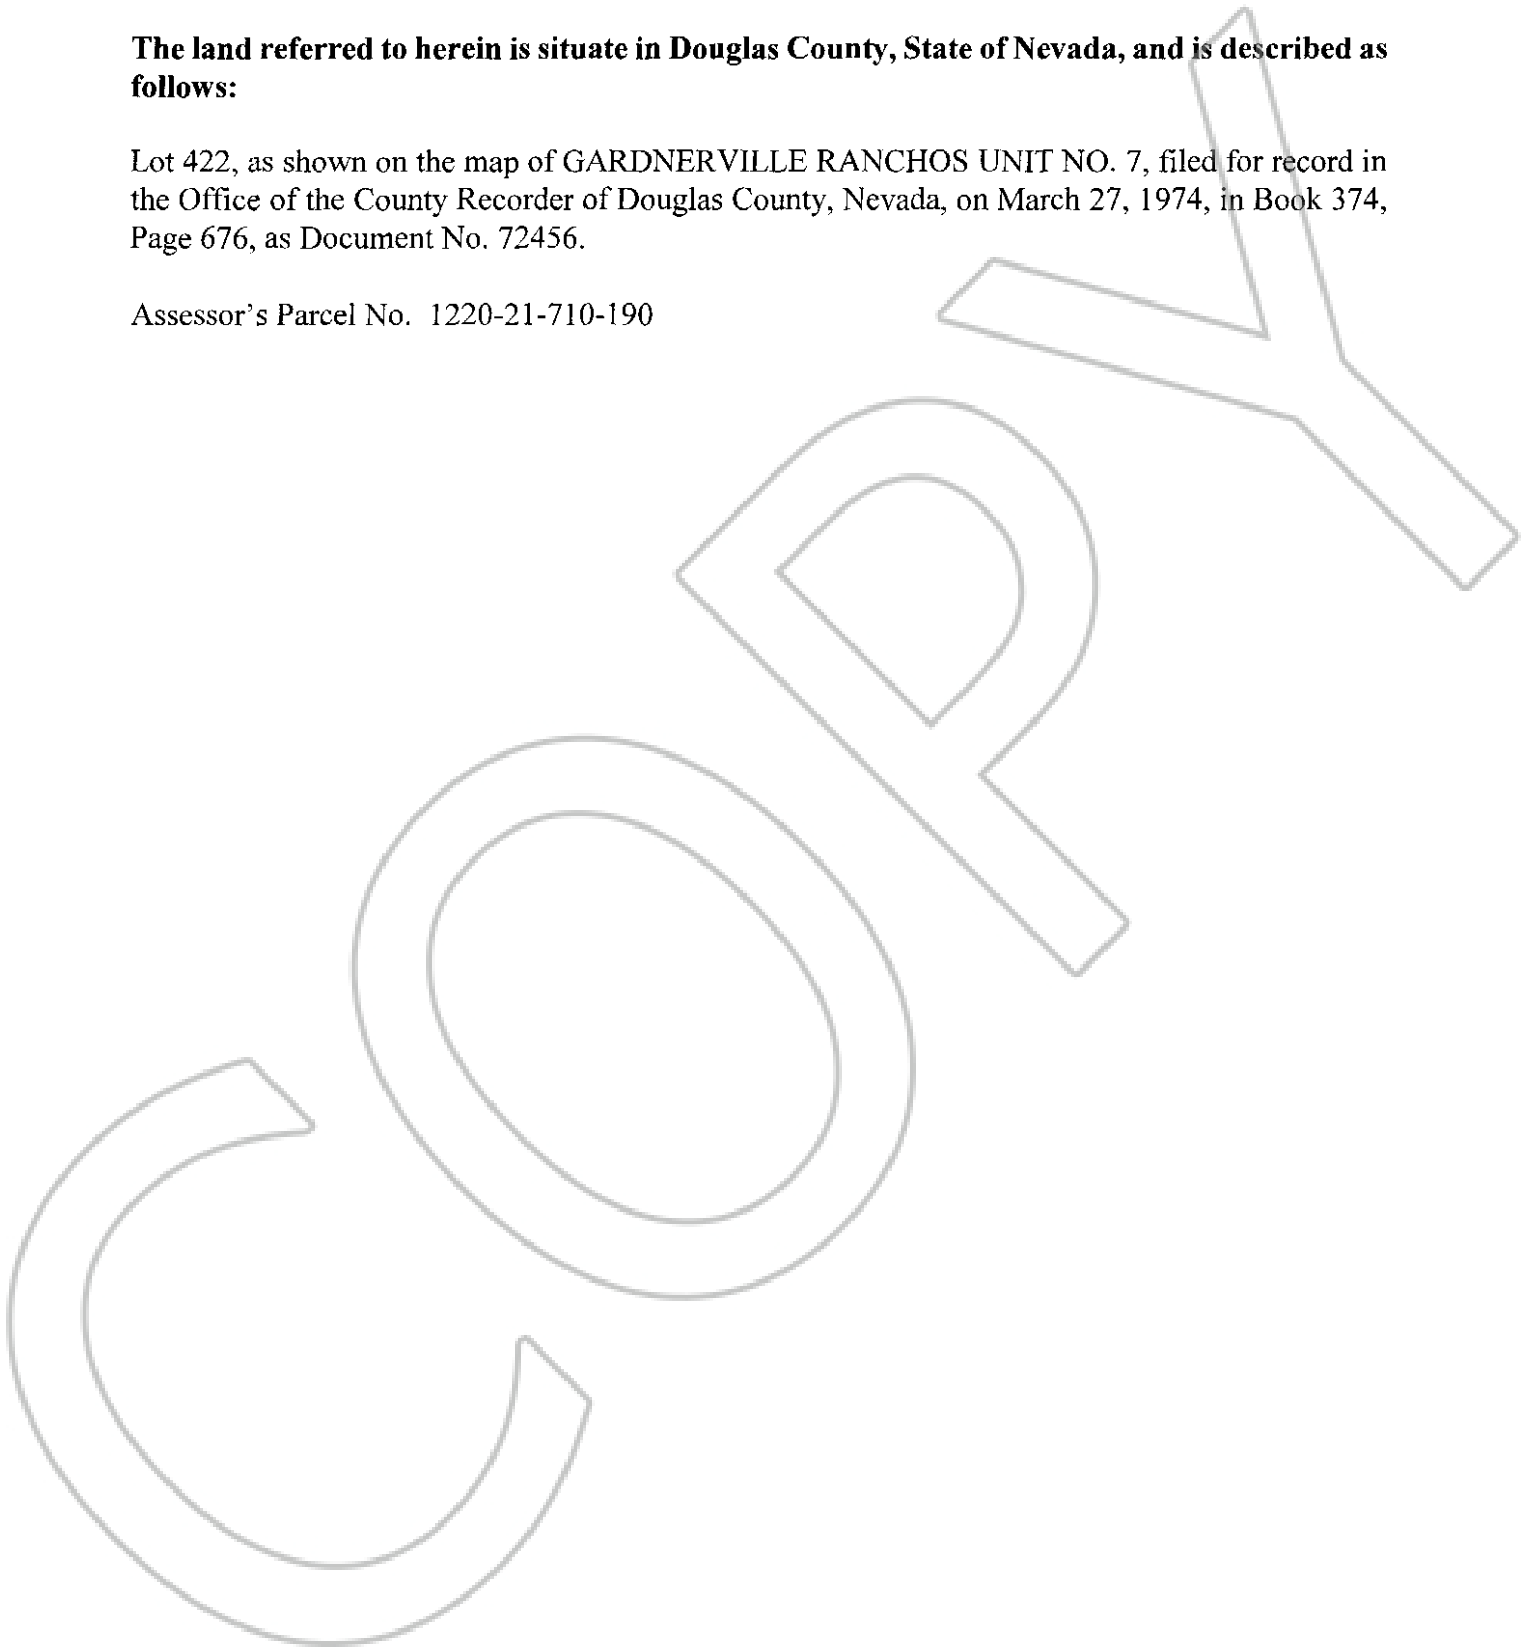 The land referred to herein is situate in Douglas County, State of Nevada, and is described as
follows:
Lot 422, as shown on the map of GARDNERVILLE RANCHOS UNIT NO. 7, filed for record in
the Office of the County Recorder of Douglas County, Nevada, on March 27, 1974, in Book 374,
Page 676, as Document No. 72456.
Assessor's Parcel No. 1220-21-710-190
COPY